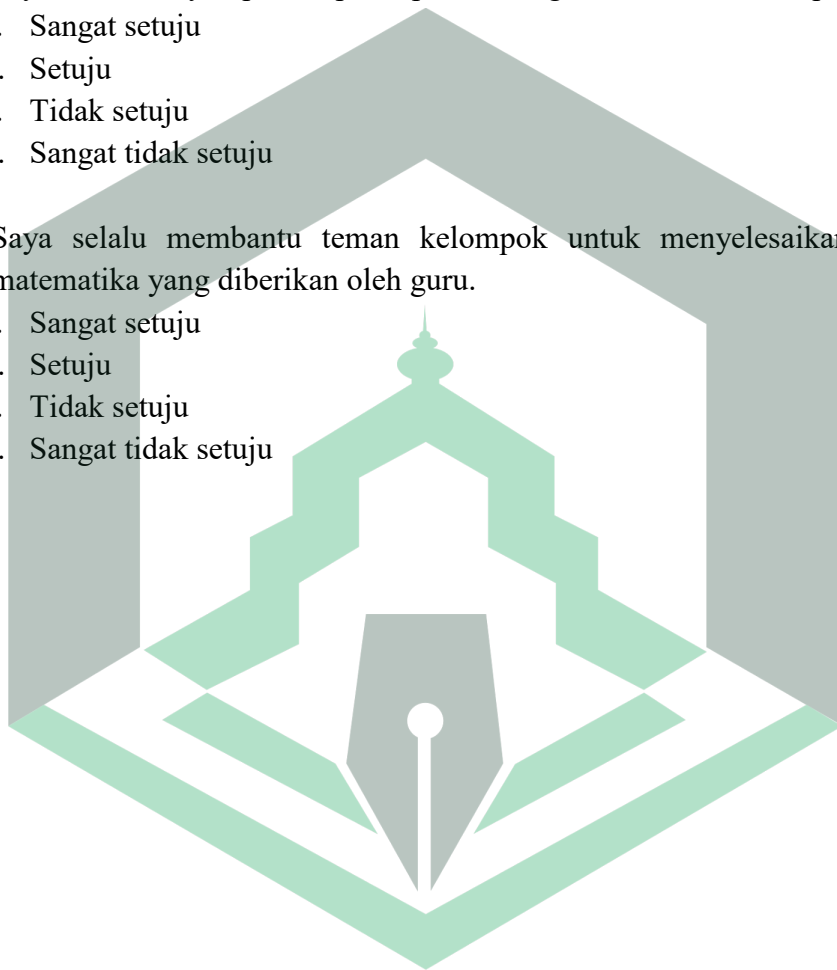 . Sangat setuju
. Setuju
. Tidak setuju
. Sangat tidak setuju
Saya selalu membantu teman kelompok untuk menyelesaikan
matematika yang diberikan oleh guru.
. Sangat setuju
. Setuju
. Tidak setuju
. Sangat tidak setuju